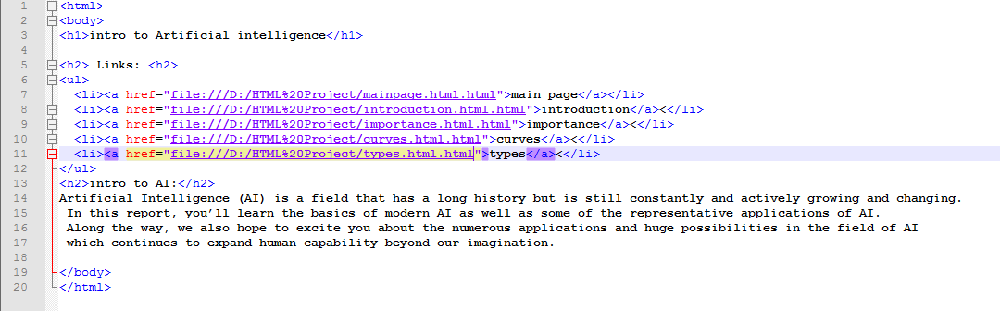 1 <html>
2 <body>
3 <h1>intro to Artificial intelligence</h1>
4
5 <h2> Links: <h2>
6 <ul>
7   <li><a href="file:///D:/HTML%20Project/mainpage.html.html">main page</a></li>
8   <li><a href="file:///D:/HTML%20Project/introduction.html.html">introduction</a><</li>
9   <li><a href="file:///D:/HTML%20Project/importance.html.html">importance</a><</li>
10   <li><a href="file:///D:/HTML%20Project/curves.html.html">curves</a><</li>
11   <li><a href="file:///D:/HTML%20Project/types.html.html">types</a><</li>
12 </ul>
13 <h2>intro to AI:</h2>
14 Artificial Intelligence (AI) is a field that has a long history but is still constantly and actively growing and changing.
15  In this report, you’ll learn the basics of modern AI as well as some of the representative applications of AI.
16  Along the way, we also hope to excite you about the numerous applications and huge possibilities in the field of AI
17  which continues to expand human capability beyond our imagination.
18
19 </body>
20 </html>